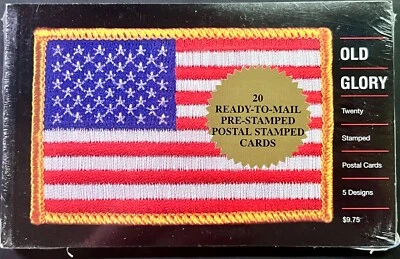 20
READY-TO-MAIL
PRE-STAMPED
POSTAL STAMPED
CARDS
OLD
GLORY
Twenty
Stamped
Postal Cards
5 Designs
$9.75